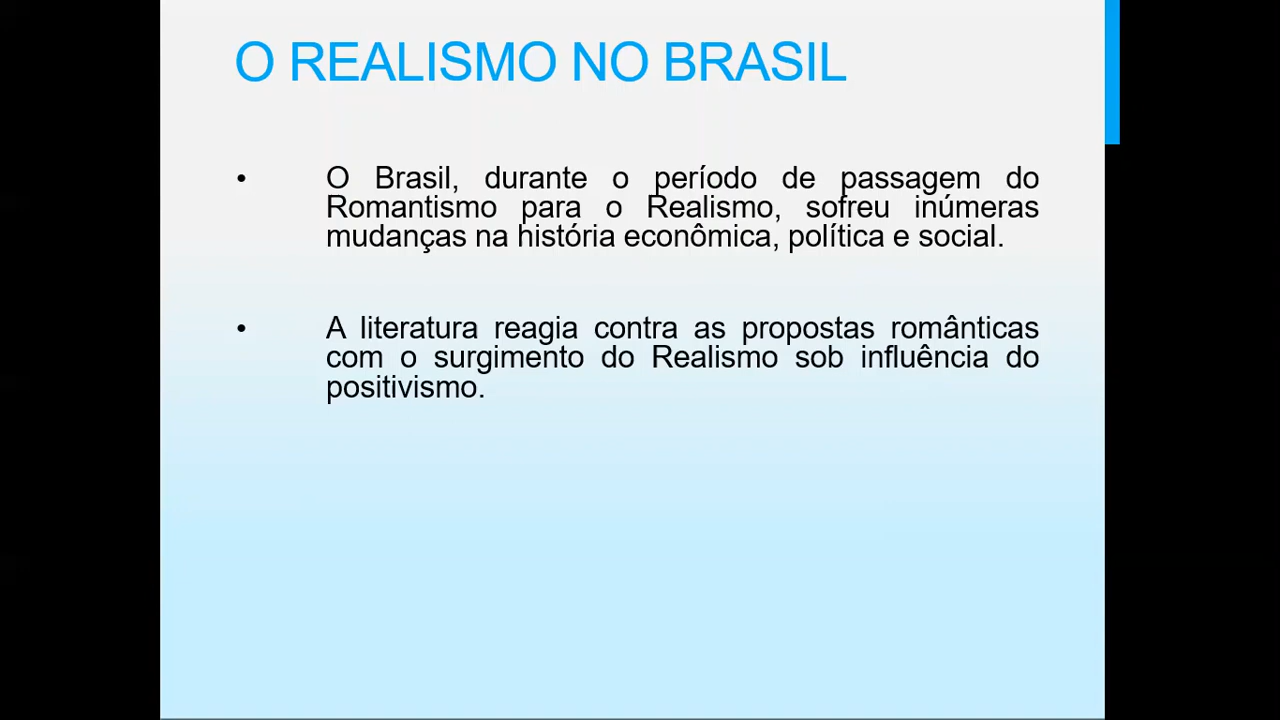 O REALISMO NO BRASIL
• O Brasil, durante o período de passagem do
Romantismo para o Realismo, sofreu inúmeras
mudanças na história econômica, política e social.
• A literatura reagia contra as propostas românticas
com o surgimento do Realismo sob influência do
positivismo.